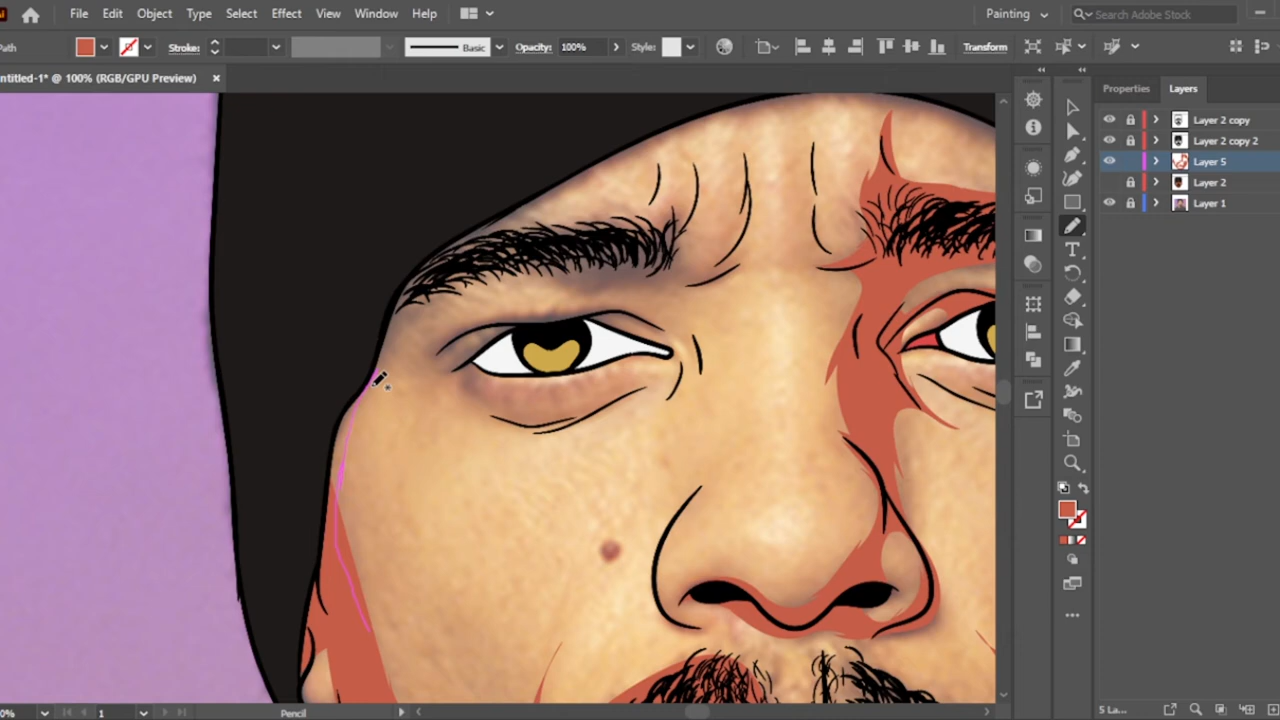 Ai File Edit Object Type Select Effect View Window Help Painting Search Adobe Stock
Path Stroke: Basic Opacity: 100% Style: Transform
ntitled-1* @ 100% (RGB/GPU Preview) ×
Properties Layers
Layer 2 copy
Layer 2 copy 2
Layer 5
Layer 2
Layer 1
0% 1 Pencil 5 La...